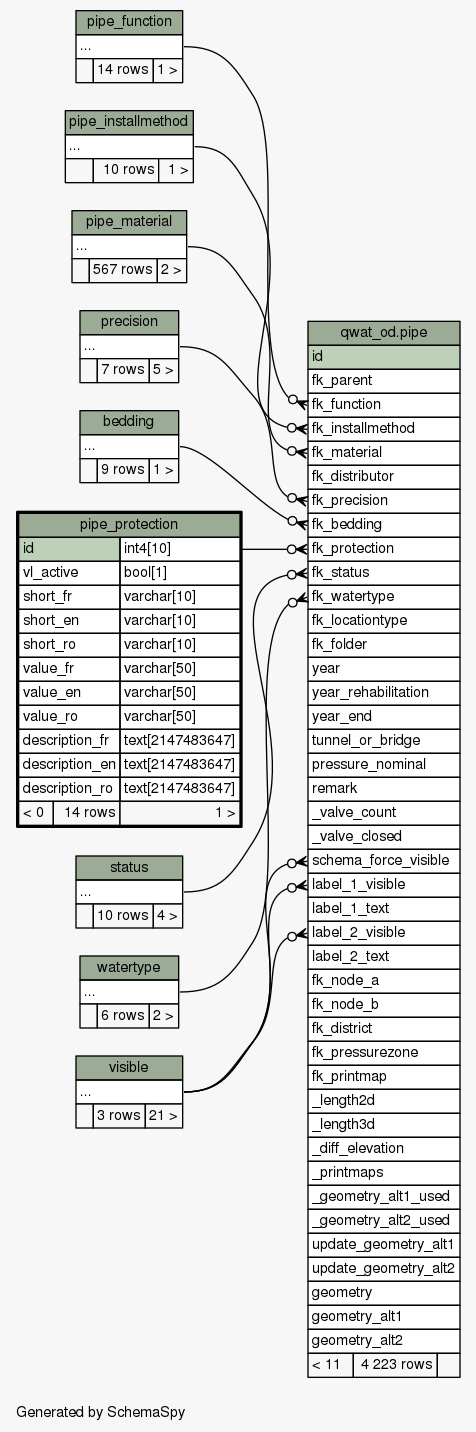 pipe_function
...
14 rows 1 >
pipe_installmethod
...
10 rows 1 >
pipe_material
...
567 rows 2 >
precision
...
7 rows 5 >
bedding
...
9 rows 1 >
pipe_protection
id int4[10]
vl_active bool[1]
short_fr varchar[10]
short_en varchar[10]
short_ro varchar[10]
value_fr varchar[50]
value_en varchar[50]
value_ro varchar[50]
description_fr text[2147483647]
description_en text[2147483647]
description_ro text[2147483647]
< 0 14 rows 1 >
status
...
10 rows 4 >
watertype
...
6 rows 2 >
visible
...
3 rows 21 >
qwat_od.pipe
id
fk_parent
fk_function
fk_installmethod
fk_material
fk_distributor
fk_precision
fk_bedding
fk_protection
fk_status
fk_watertype
fk_locationtype
fk_folder
year
year_rehabilitation
year_end
tunnel_or_bridge
pressure_nominal
remark
_valve_count
_valve_closed
schema_force_visible
label_1_visible
label_1_text
label_2_visible
label_2_text
fk_node_a
fk_node_b
fk_district
fk_pressurezone
fk_printmap
_length2d
_length3d
_diff_elevation
_printmaps
_geometry_alt1_used
_geometry_alt2_used
update_geometry_alt1
update_geometry_alt2
geometry
geometry_alt1
geometry_alt2
< 11 4 223 rows
Generated by SchemaSpy